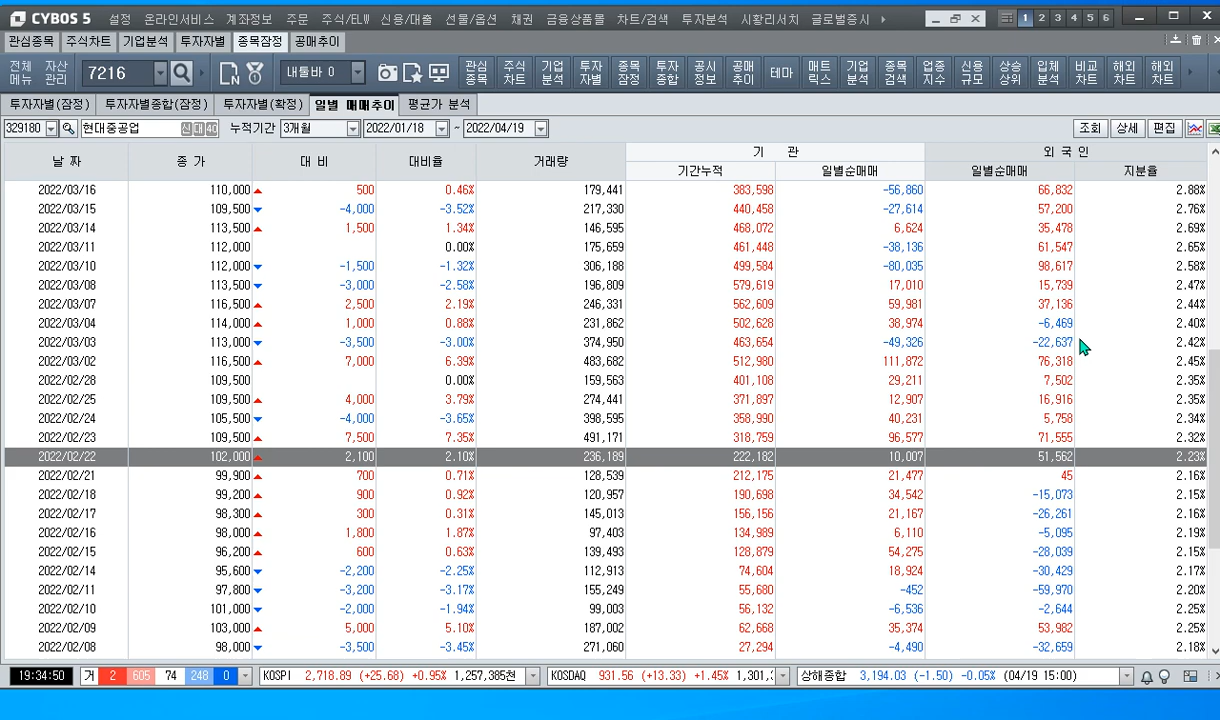 CYBOS 5 설정 온라인서비스 계좌정보 주문 주식/ELW 신용/대출 선물/옵션 채권 금융상품몰 차트/검색 투자분석 시황리서치 글로벌증시 1 2 3 4 5 6
관심종목 주식차트 기업분석 투자자별 종목잠정 공매추이
전체 메뉴 자산 관리 7216 내툴바 0 관심 종목 주식 차트 기업 분석 투자 자별 종목 잠정 투자 종합 공시 정보 공매 추이 테마 매트 릭스 기업 분석 종목 검색 업종 지수 신용 규모 상승 상위 입체 분석 비교 차트 해외 차트 해외 차트
투자자별(잠정) 투자자별종합(잠정) 투자자별(확정) 일별 매매추이 평균가 분석
329180 현대중공업 신 대 40 누적기간 3개월 2022/01/18 ~ 2022/04/19 조회 상세 편집
날 짜 종 가 대 비 대비율 거래량 기 관 외 국 인
기간누적 일별순매매 일별순매매 지분율
2022/03/16 110,000 ▲ 500 0.46% 179,441 383,598 -56,860 66,832 2.88%
2022/03/15 109,500 ▼ -4,000 -3.52% 217,330 440,458 -27,614 57,200 2.76%
2022/03/14 113,500 ▲ 1,500 1.34% 146,595 468,072 6,624 35,478 2.69%
2022/03/11 112,000 0.00% 175,659 461,448 -38,136 61,547 2.65%
2022/03/10 112,000 ▼ -1,500 -1.32% 306,188 499,584 -80,035 98,617 2.58%
2022/03/08 113,500 ▼ -3,000 -2.58% 196,809 579,619 17,010 15,739 2.47%
2022/03/07 116,500 ▲ 2,500 2.19% 246,331 562,609 59,981 37,136 2.44%
2022/03/04 114,000 ▲ 1,000 0.88% 231,862 502,628 38,974 -6,469 2.40%
2022/03/03 113,000 ▼ -3,500 -3.00% 374,950 463,654 -49,326 -22,637 2.42%
2022/03/02 116,500 ▲ 7,000 6.39% 483,682 512,980 111,872 76,318 2.45%
2022/02/28 109,500 0.00% 159,563 401,108 29,211 7,502 2.35%
2022/02/25 109,500 ▲ 4,000 3.79% 274,441 371,897 12,907 16,916 2.35%
2022/02/24 105,500 ▼ -4,000 -3.65% 398,595 358,990 40,231 5,758 2.34%
2022/02/23 109,500 ▲ 7,500 7.35% 491,171 318,759 96,577 71,555 2.32%
2022/02/22 102,000 ▲ 2,100 2.10% 236,189 222,182 10,007 51,562 2.23%
2022/02/21 99,900 ▲ 700 0.71% 128,539 212,175 21,477 45 2.16%
2022/02/18 99,200 ▲ 900 0.92% 120,957 190,698 34,542 -15,073 2.15%
2022/02/17 98,300 ▲ 300 0.31% 145,013 156,156 21,167 -26,261 2.16%
2022/02/16 98,000 ▲ 1,800 1.87% 97,403 134,989 6,110 -5,095 2.19%
2022/02/15 96,200 ▲ 600 0.63% 139,493 128,879 54,275 -28,039 2.15%
2022/02/14 95,600 ▼ -2,200 -2.25% 112,913 74,604 18,924 -30,429 2.17%
2022/02/11 97,800 ▼ -3,200 -3.17% 155,249 55,680 -452 -59,970 2.20%
2022/02/10 101,000 ▼ -2,000 -1.94% 99,003 56,132 -6,536 -2,644 2.25%
2022/02/09 103,000 ▲ 5,000 5.10% 187,002 62,668 35,374 53,982 2.25%
2022/02/08 98,000 ▼ -3,500 -3.45% 271,060 27,294 -4,490 -32,659 2.18%
19:34:50 거 2 605 74 248 0 KOSPI 2,718.89 (+25.68) +0.95% 1,257,385천 KOSDAQ 931.56 (+13.33) +1.45% 1,301, 상해종합 3,194.03 (-1.50) -0.05% (04/19 15:00)